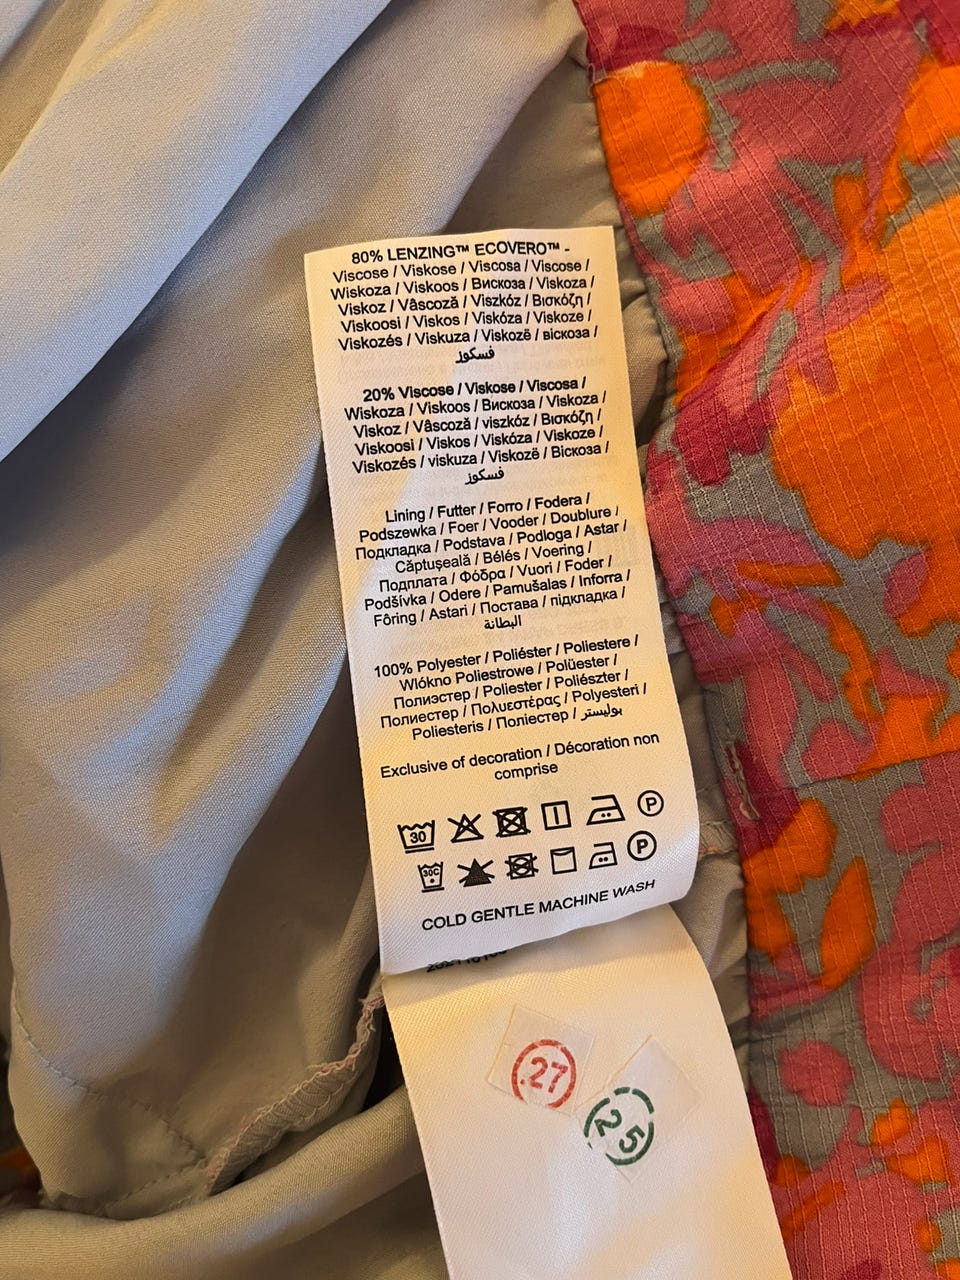 80% LENZING™ ECOVERO™ -
Viscose / Viskose / Viscosa / Viscose /
Wiskoza / Viskoos / Вискоза / Viskoza /
Viskoz / Vâscoză / Viszkóz / Βισκόζη /
Viskoosi / Viskos / Viskóza / Viskoze /
Viskozés / Viskuza / Viskozë / віскоза /
فسكوز
20% Viscose / Viskose / Viscosa /
Wiskoza / Viskoos / Вискоза / Viskoza /
Viskoz / Vâscoză / viszkóz / Βισκόζη /
Viskoosi / Viskos / Viskóza / Viskoze /
Viskozés / viskuza / Viskozë / Віскоза /
فسكوز
Lining / Futter / Forro / Fodera /
Podszewka / Foer / Vooder / Doublure /
Подкладка / Podstava / Podloga / Astar /
Căptușeală / Bélés / Voering /
Подплата / Φόδρα / Vuori / Foder /
Podšívka / Odere / Pamušalas / Inforra /
Fôring / Astari / Постава / підкладка /
البطانة
100% Polyester / Poliéster / Poliestere /
Wlókno Poliestrowe / Polüester /
Полиэстер / Poliester / Poliészter /
Полиестер / Πολυεστέρας / Polyesteri /
Poliesteris / Поліестер / بوليستر
Exclusive of decoration / Décoration non
comprise
30 P
30C P
COLD GENTLE MACHINE WASH
27
25